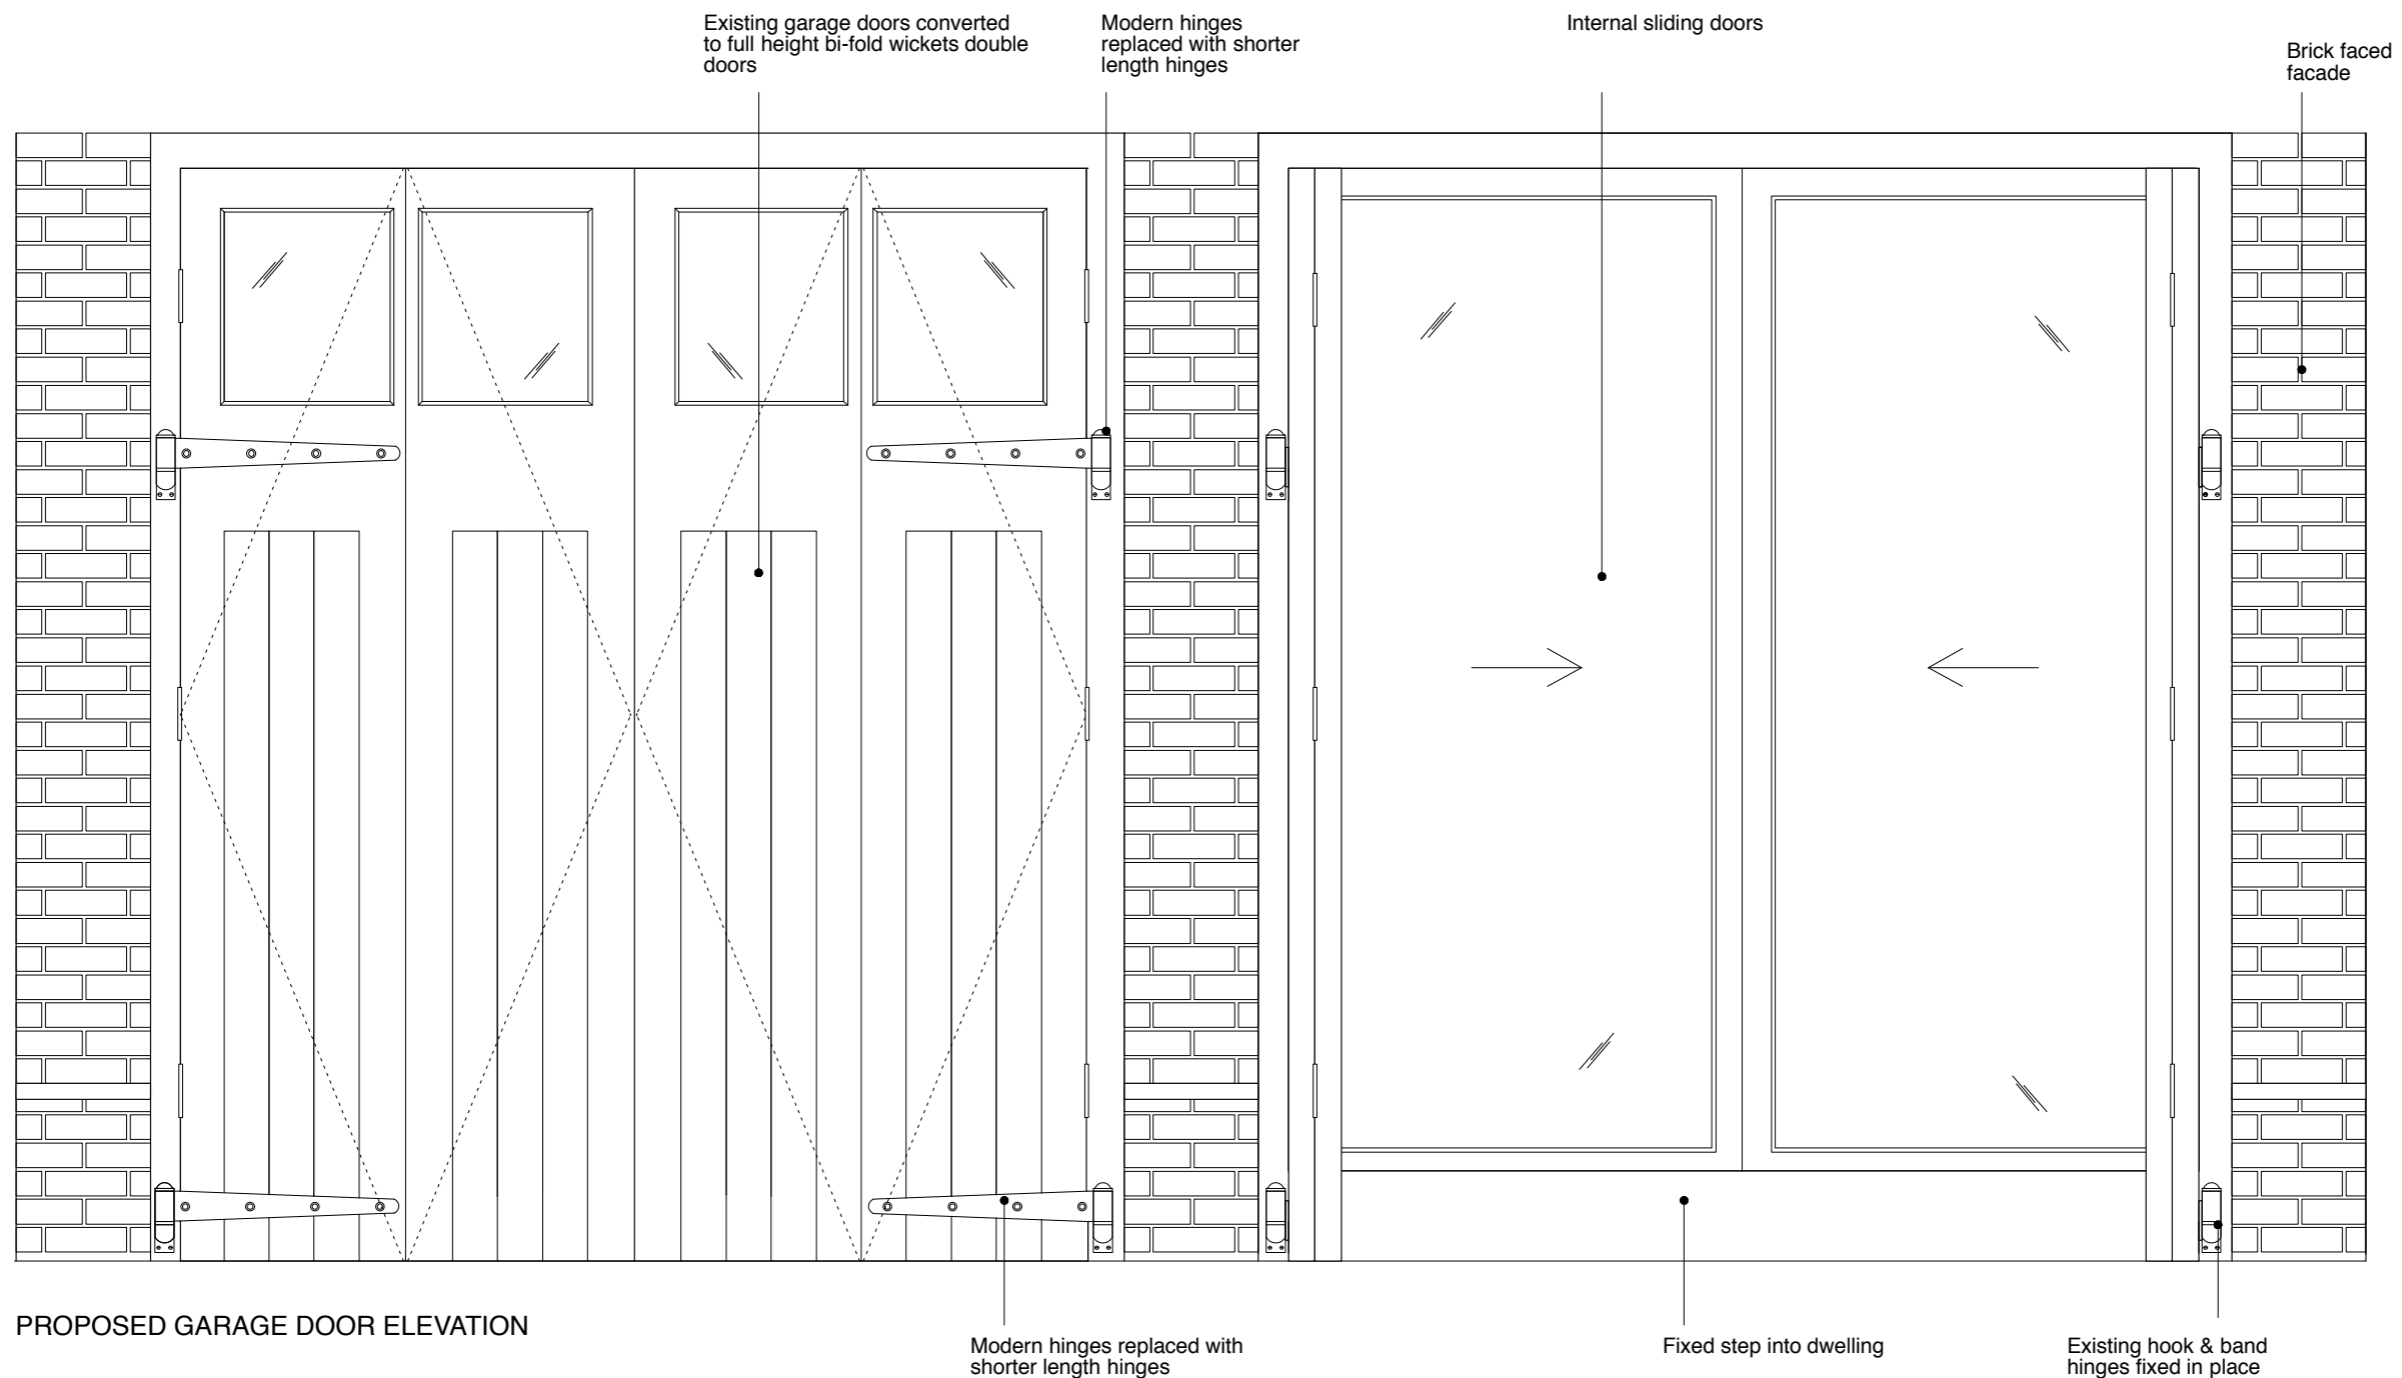 Existing garage doors converted
to full height bi-fold wickets double
doors
Modern hinges
replaced with shorter
length hinges
Internal sliding doors
Brick faced
facade
PROPOSED GARAGE DOOR ELEVATION
Modern hinges replaced with
shorter length hinges
Fixed step into dwelling
Existing hook & band
hinges fixed in place